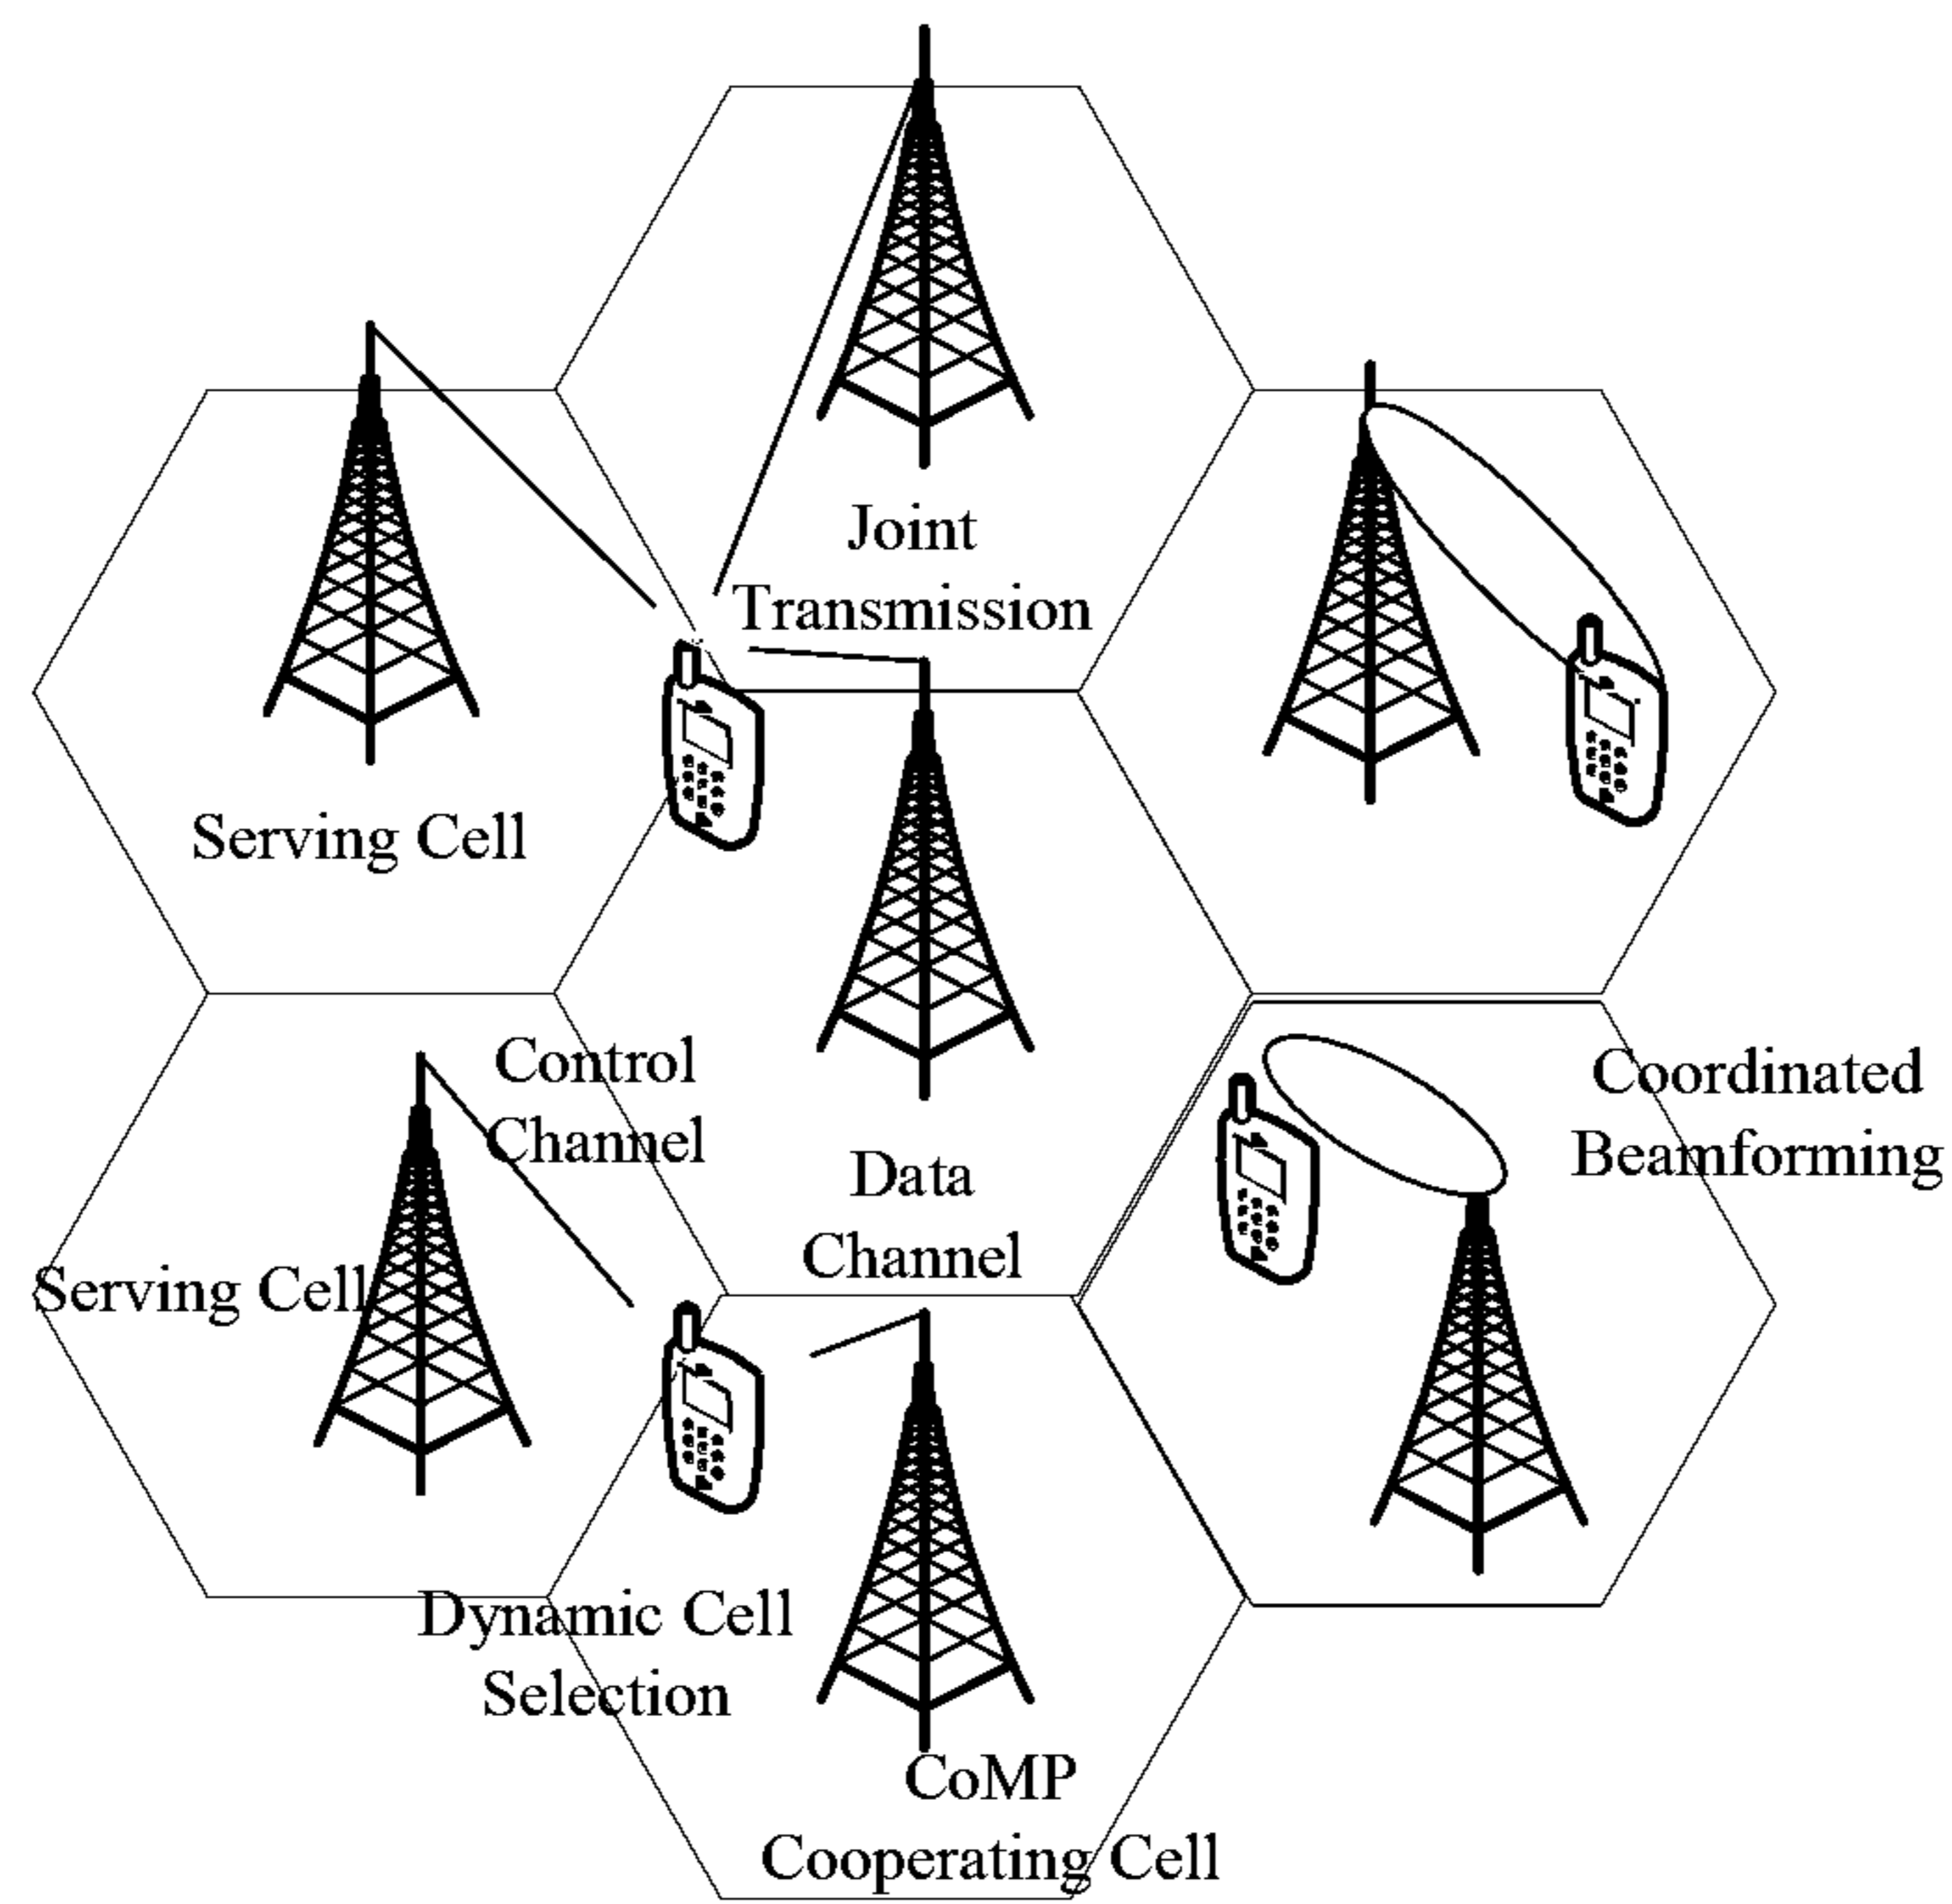 Joint
Transmission
Serving Cell
Control
Channel
Data
Channel
Coordinated
Beamforming
Serving Cell
Dynamic Cell
Selection
CoMP
Cooperating Cell